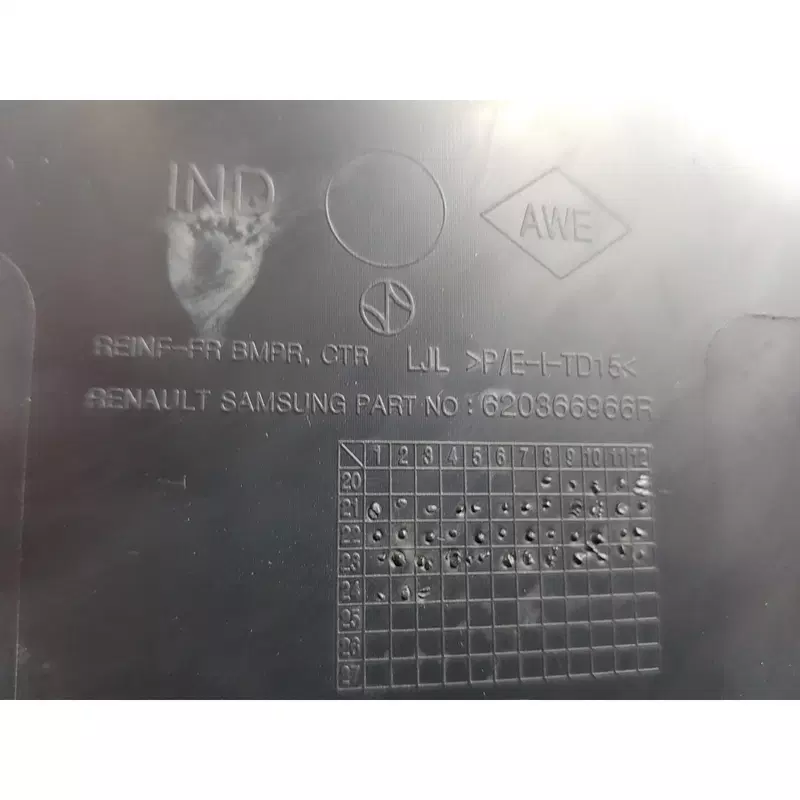 IND
AWE
REINF-FR BMPR, CTR LJL >P/E-I-TD15<
RENAULT SAMSUNG PART NO : 620366966R
1 2 3 4 5 6 7 8 9 10 11 12
20
21
22
23
24
25
26
27